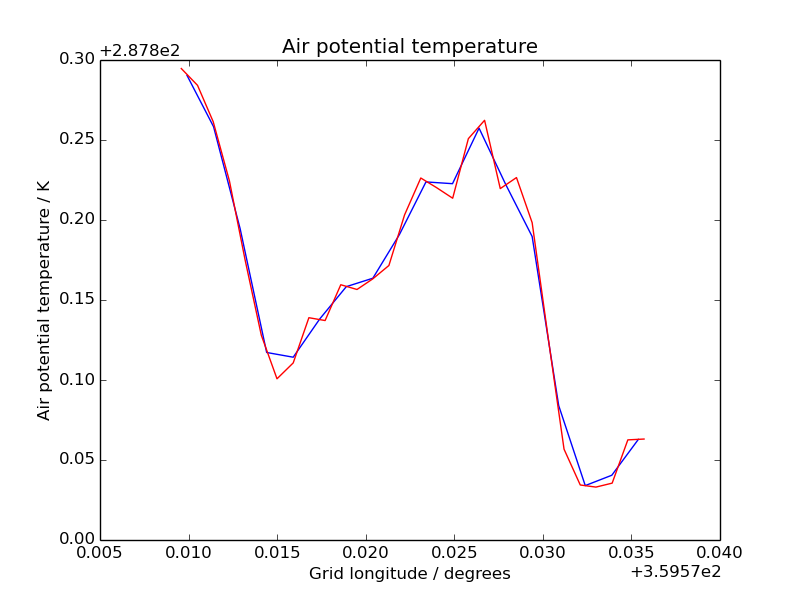 Air potential temperature
+2.878e2
0.30
0.25
0.20
0.15
0.10
0.05
0.00
Air potential temperature / K
0.005 0.010 0.015 0.020 0.025 0.030 0.035 0.040
Grid longitude / degrees
+3.5957e2